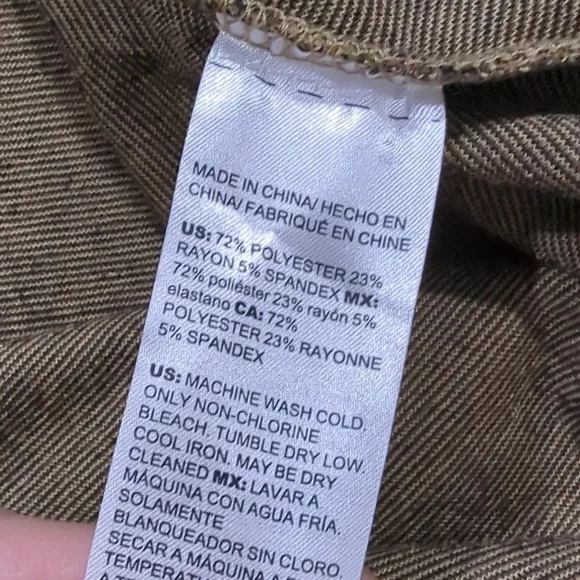 MADE IN CHINA/ HECHO EN
CHINA/ FABRIQUÉ EN CHINE
US: 72% POLYESTER 23%
RAYON 5% SPANDEX MX:
72% poliéster 23% rayón 5%
elastano CA: 72%
POLYESTER 23% RAYONNE
5% SPANDEX
US: MACHINE WASH COLD.
ONLY NON-CHLORINE
BLEACH. TUMBLE DRY LOW.
COOL IRON. MAY BE DRY
CLEANED MX: LAVAR A
MÁQUINA CON AGUA FRÍA.
SOLAMENTE
BLANQUEADOR SIN CLORO.
SECAR A MÁQUINA A